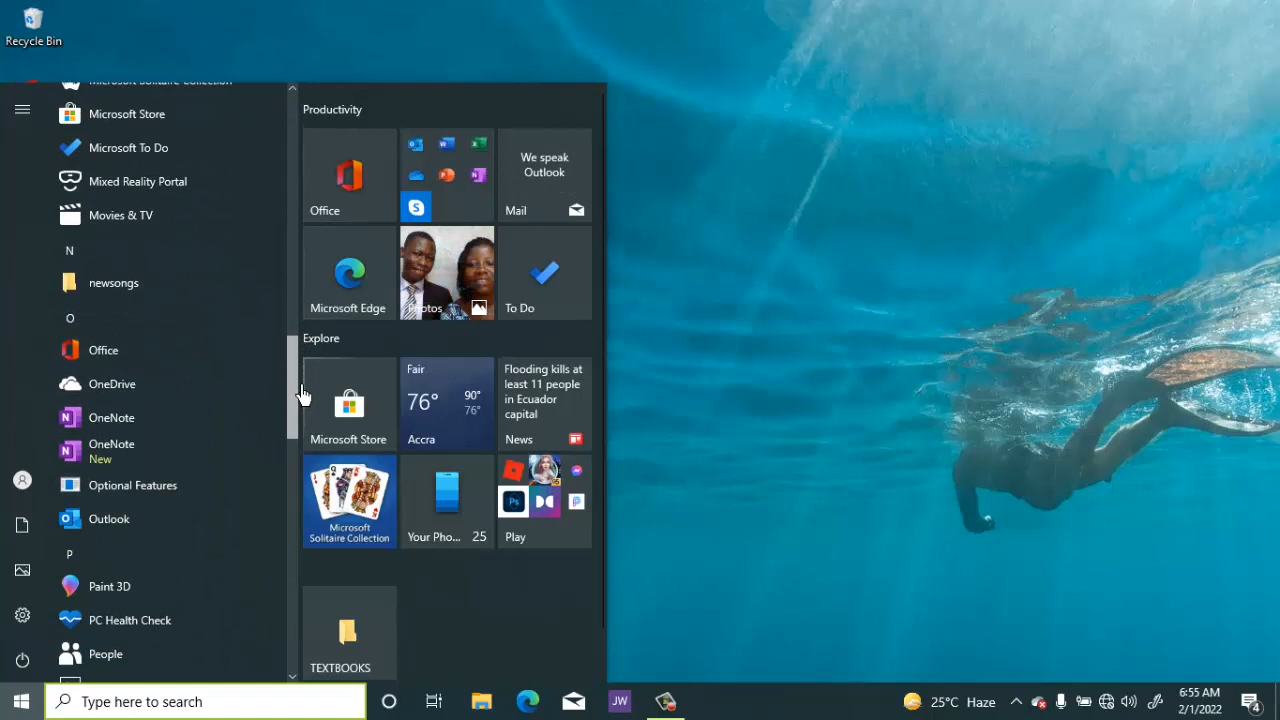 Recycle Bin
Microsoft Solitaire Collection
Microsoft Store
Microsoft To Do
Mixed Reality Portal
Movies & TV
N
newsongs
O
Office
OneDrive
OneNote
OneNote
New
Optional Features
Outlook
P
Paint 3D
PC Health Check
People
Productivity
Office
We speak
Outlook
Mail
Microsoft Edge
Photos
To Do
Explore
Microsoft Store
Fair
76°
90°
76°
Accra
Flooding kills at
least 11 people
in Ecuador
capital
News
Microsoft
Solitaire Collection
Your Pho... 25
Ps
Play
TEXTBOOKS
Type here to search
JW
25°C Haze
6:55 AM
2/1/2022
4